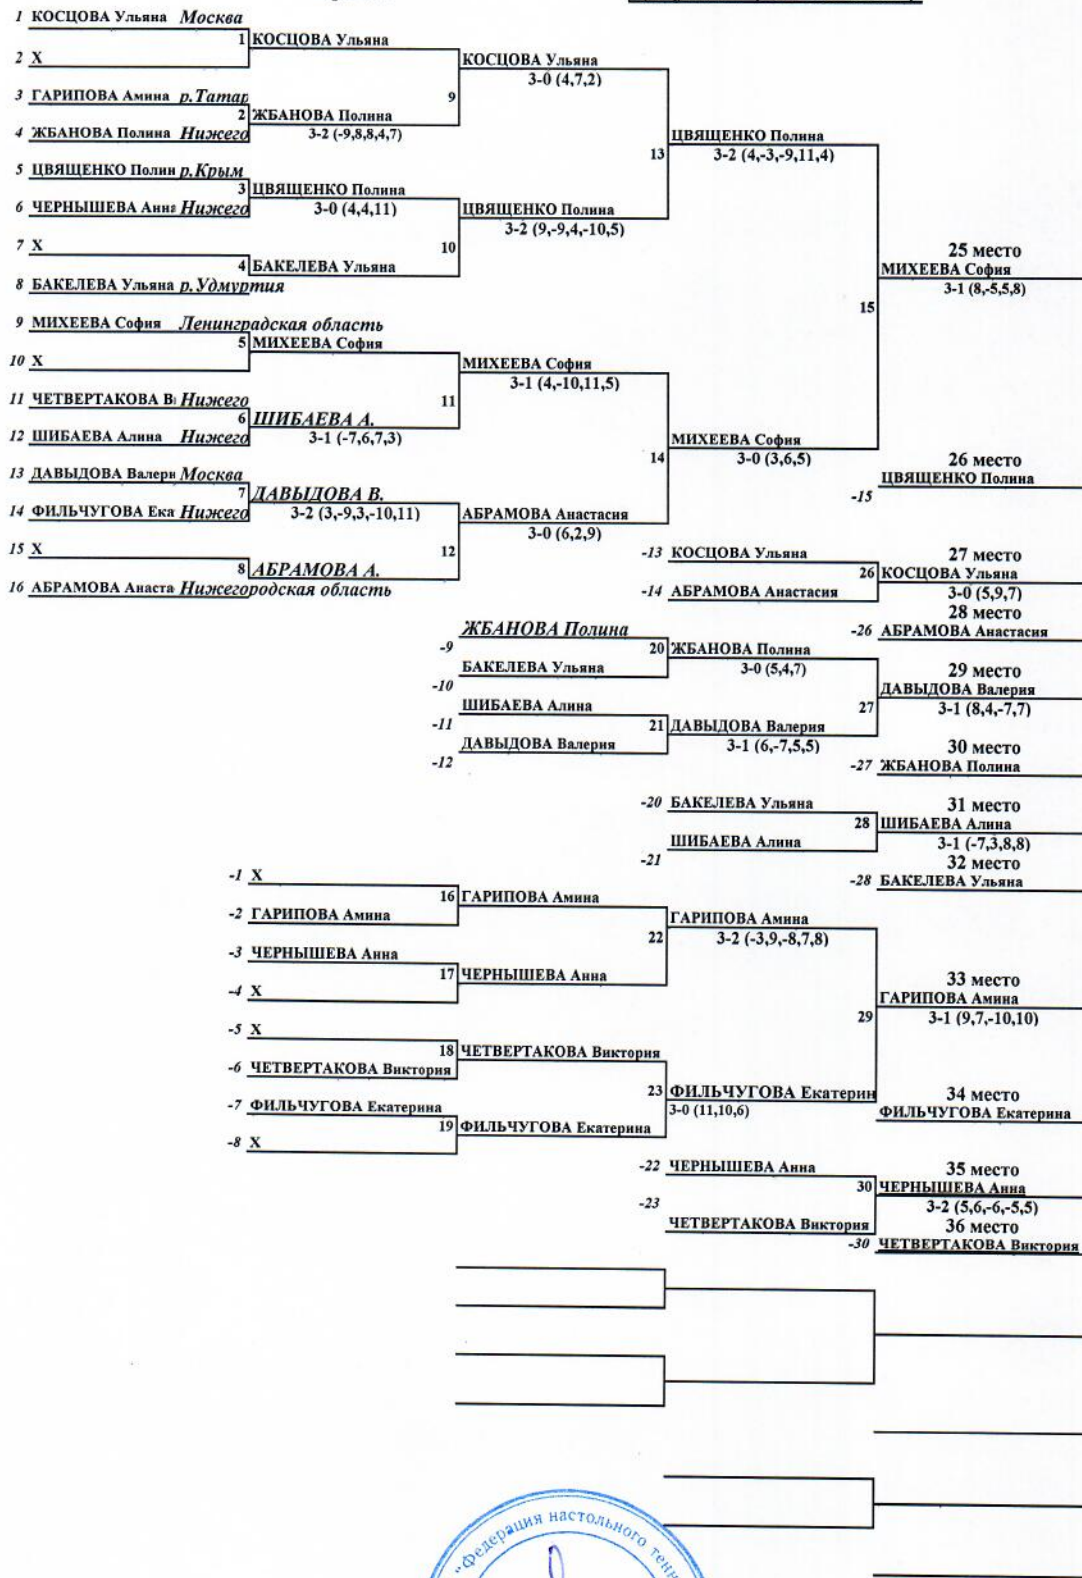 1 КОСЦОВА Ульяна Москва
1 КОСЦОВА Ульяна
2 X
КОСЦОВА Ульяна
3-0 (4,7,2)
3 ГАРИПОВА Амина р.Татар
9
2 ЖБАНОВА Полина
4 ЖБАНОВА Полина Нижего
3-2 (-9,8,8,4,7)
ЦВЯЩЕНКО Полина
13
3-2 (4,-3,-9,11,4)
5 ЦВЯЩЕНКО Полин р.Крым
3 ЦВЯЩЕНКО Полина
6 ЧЕРНЫШЕВА Анна Нижего
3-0 (4,4,11)
ЦВЯЩЕНКО Полина
3-2 (9,-9,4,-10,5)
7 X
10
4 БАКЕЛЕВА Ульяна
8 БАКЕЛЕВА Ульяна р.Удмуртия
25 место
МИХЕЕВА София
3-1 (8,-5,5,8)
15
9 МИХЕЕВА София Ленинградская область
5 МИХЕЕВА София
10 X
МИХЕЕВА София
3-1 (4,-10,11,5)
11 ЧЕТВЕРТАКОВА Ви Нижего
11
6 ШИБАЕВА А.
12 ШИБАЕВА Алина Нижего
3-1 (-7,6,7,3)
МИХЕЕВА София
14
3-0 (3,6,5)
13 ДАВЫДОВА Валери Москва
7 ДАВЫДОВА В.
14 ФИЛЬЧУГОВА Ека Нижего
3-2 (3,-9,3,-10,11)
26 место
-15 ЦВЯЩЕНКО Полина
АБРАМОВА Анастасия
3-0 (6,2,9)
15 X
12
8 АБРАМОВА А.
16 АБРАМОВА Анаста Нижегородская область
-13 КОСЦОВА Ульяна
27 место
26 КОСЦОВА Ульяна
-14 АБРАМОВА Анастасия
3-0 (5,9,7)
28 место
-26 АБРАМОВА Анастасия
ЖБАНОВА Полина
-9
20 ЖБАНОВА Полина
БАКЕЛЕВА Ульяна
3-0 (5,4,7)
-10
29 место
ДАВЫДОВА Валерия
27
3-1 (8,4,-7,7)
ШИБАЕВА Алина
-11
21 ДАВЫДОВА Валерия
ДАВЫДОВА Валерия
3-1 (6,-7,5,5)
-12
30 место
-27 ЖБАНОВА Полина
-20 БАКЕЛЕВА Ульяна
31 место
28 ШИБАЕВА Алина
ШИБАЕВА Алина
3-1 (-7,3,8,8)
-21
32 место
-28 БАКЕЛЕВА Ульяна
-1 X
16 ГАРИПОВА Амина
-2 ГАРИПОВА Амина
ГАРИПОВА Амина
22
3-2 (-3,9,-8,7,8)
-3 ЧЕРНЫШЕВА Анна
17 ЧЕРНЫШЕВА Анна
-4 X
33 место
ГАРИПОВА Амина
29
3-1 (9,7,-10,10)
-5 X
18 ЧЕТВЕРТАКОВА Виктория
-6 ЧЕТВЕРТАКОВА Виктория
23 ФИЛЬЧУГОВА Екатерин
3-0 (11,10,6)
34 место
ФИЛЬЧУГОВА Екатерина
-7 ФИЛЬЧУГОВА Екатерина
19 ФИЛЬЧУГОВА Екатерина
-8 X
-22 ЧЕРНЫШЕВА Анна
35 место
30 ЧЕРНЫШЕВА Анна
-23
3-2 (5,6,-6,-5,5)
ЧЕТВЕРТАКОВА Виктория
36 место
-30 ЧЕТВЕРТАКОВА Виктория
"Федерация настольного тенн